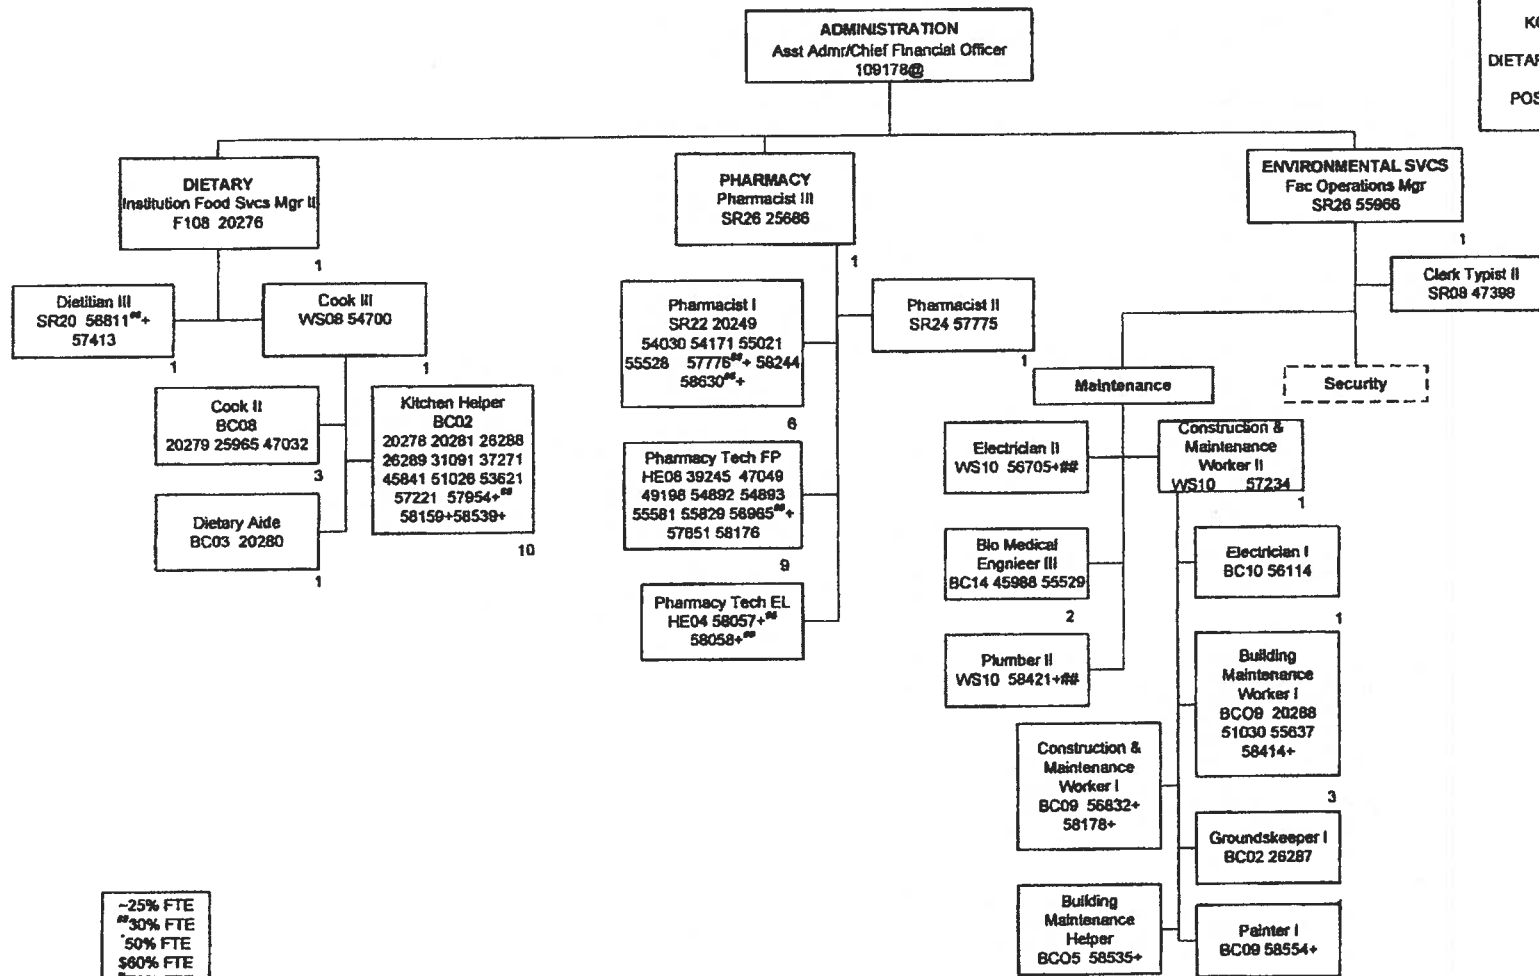 ADMINISTRATION
Asst Admr/Chief Financial Officer
109178@
DIETARY
Institution Food Svcs Mgr II
F108 20276
1
Dietitian III
SR20 56811##+
57413
1
Cook III
WS08 54700
1
Cook II
BC08
20279 25965 47032
3
Kitchen Helper
BC02
20278 20281 26288
26289 31091 37271
45841 51026 53621
57221 57954+##
58159+58539+
10
Dietary Aide
BC03 20280
1
PHARMACY
Pharmacist III
SR26 25686
1
Pharmacist I
SR22 20249
54030 54171 55021
55528 57776##+ 58244
58630##+
6
Pharmacist II
SR24 57775
1
Pharmacy Tech FP
HE06 39245 47049
49198 54892 54893
55581 55829 56965##+
57651 58176
9
Pharmacy Tech EL
HE04 58057+##
58058+##
ENVIRONMENTAL SVCS
Fac Operations Mgr
SR26 55966
1
Clerk Typist II
SR08 47398
Maintenance
Security
Electrician II
WS10 56705+##
Construction &
Maintenance
Worker II
WS10 57234
1
Bio Medical
Engnieer III
BC14 45988 55529
2
Electrician I
BC10 56114
1
Plumber II
WS10 58421+##
Building
Maintenance
Worker I
BCO9 20288
51030 55637
58414+
3
Construction &
Maintenance
Worker I
BC09 56832+
58178+
Groundskeeper I
BC02 26287
Building
Maintenance
Helper
BCO5 58535+
Painter I
BC09 58554+
~25% FTE
##30% FTE
*50% FTE
$60% FTE
DIETAR
POS